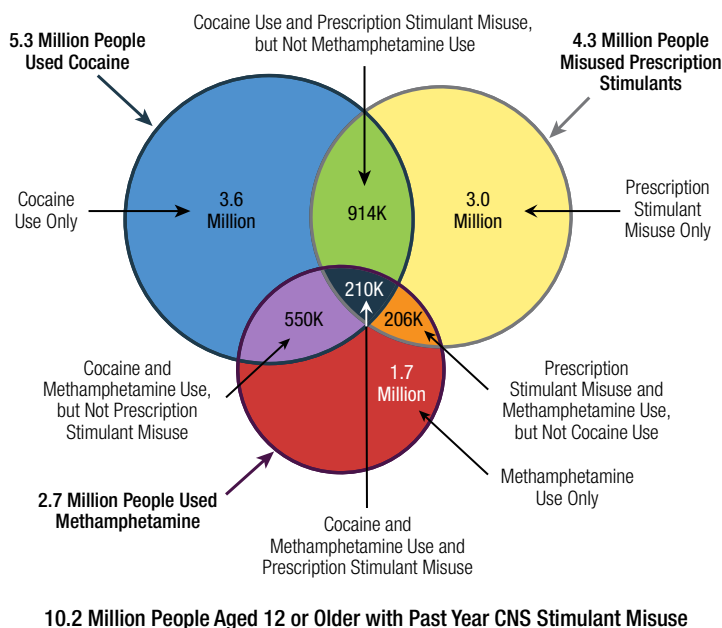 Cocaine Use and Prescription Stimulant Misuse,
but Not Methamphetamine Use
5.3 Million People
Used Cocaine
4.3 Million People
Misused Prescription
Stimulants
Cocaine
Use Only
3.6
Million
914K
3.0
Million
Prescription
Stimulant
Misuse Only
210K
550K
206K
Cocaine and
Methamphetamine Use,
but Not Prescription
Stimulant Misuse
1.7
Million
Prescription
Stimulant Misuse and
Methamphetamine Use,
but Not Cocaine Use
Methamphetamine
Use Only
2.7 Million People Used
Methamphetamine
Cocaine and
Methamphetamine Use and
Prescription Stimulant Misuse
10.2 Million People Aged 12 or Older with Past Year CNS Stimulant Misuse